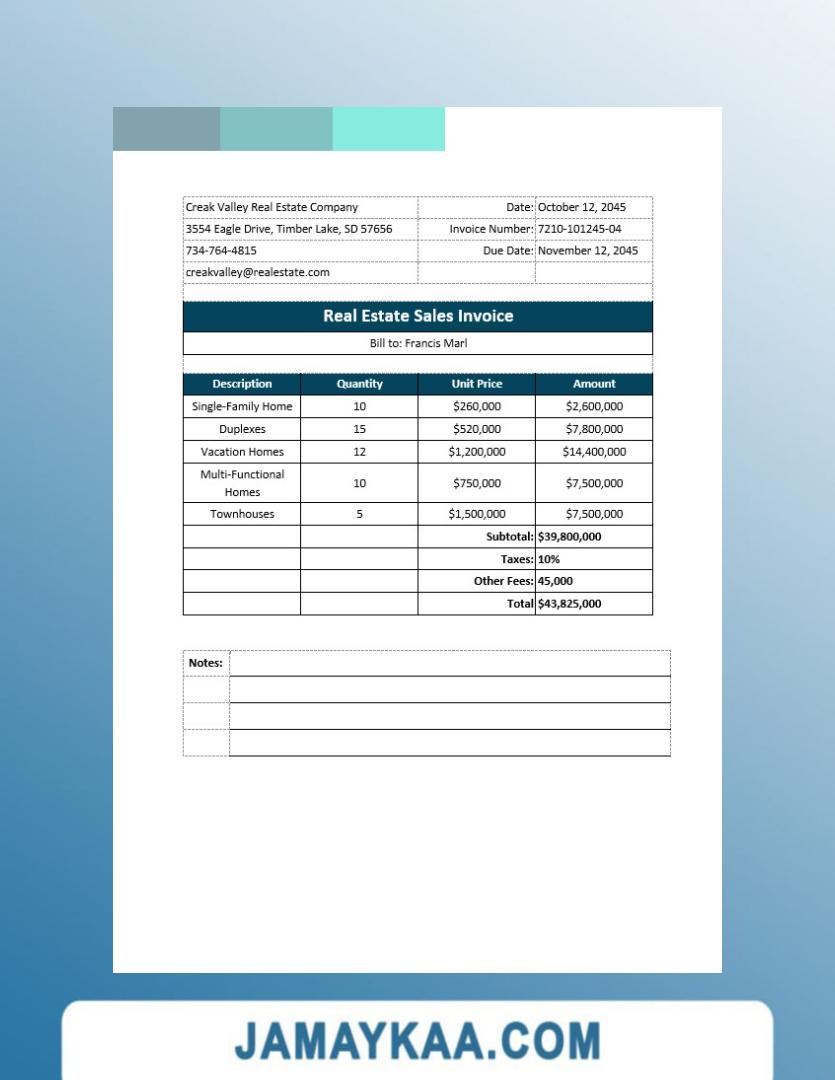 Creak Valley Real Estate Company Date: October 12, 2045
3554 Eagle Drive, Timber Lake, SD 57656 Invoice Number: 7210-101245-04
734-764-4815 Due Date: November 12, 2045
creakvalley@realestate.com
Real Estate Sales Invoice
Bill to: Francis Marl
Description Quantity Unit Price Amount
Single-Family Home 10 $260,000 $2,600,000
Duplexes 15 $520,000 $7,800,000
Vacation Homes 12 $1,200,000 $14,400,000
Multi-Functional
Homes 10 $750,000 $7,500,000
Townhouses 5 $1,500,000 $7,500,000
Subtotal: $39,800,000
Taxes: 10%
Other Fees: 45,000
Total $43,825,000
Notes:
JAMAYKAA.COM